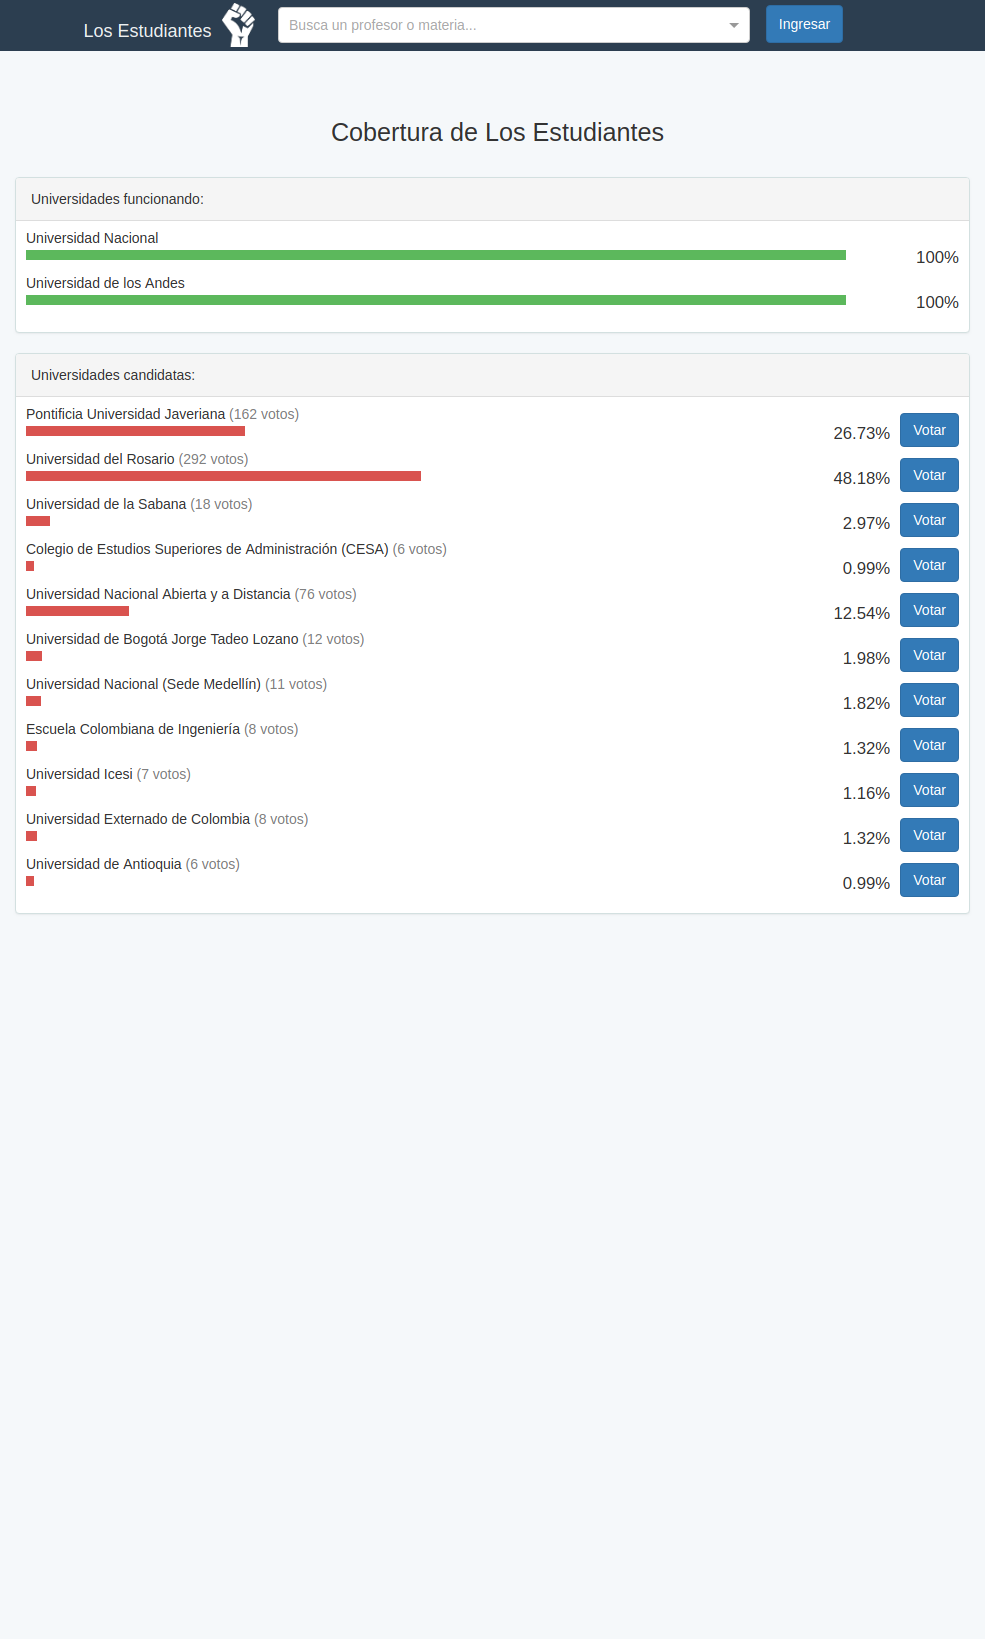 Los Estudiantes
Busca un profesor o materia...
Ingresar
Cobertura de Los Estudiantes
Universidades funcionando:
Universidad Nacional
100%
Universidad de los Andes
100%
Universidades candidatas:
Pontificia Universidad Javeriana (162 votos)
26.73% Votar
Universidad del Rosario (292 votos)
48.18% Votar
Universidad de la Sabana (18 votos)
2.97% Votar
Colegio de Estudios Superiores de Administración (CESA) (6 votos)
0.99% Votar
Universidad Nacional Abierta y a Distancia (76 votos)
12.54% Votar
Universidad de Bogotá Jorge Tadeo Lozano (12 votos)
1.98% Votar
Universidad Nacional (Sede Medellín) (11 votos)
1.82% Votar
Escuela Colombiana de Ingeniería (8 votos)
1.32% Votar
Universidad Icesi (7 votos)
1.16% Votar
Universidad Externado de Colombia (8 votos)
1.32% Votar
Universidad de Antioquia (6 votos)
0.99% Votar